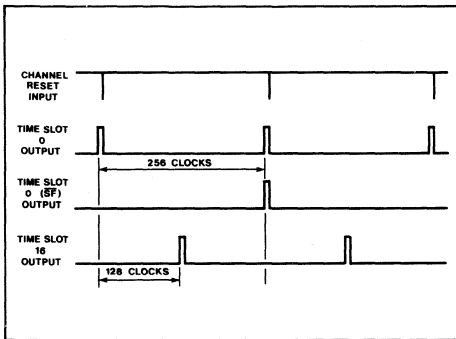 CHANNEL
RESET
INPUT
TIME SLOT
0
OUTPUT
256 CLOCKS
TIME SLOT
0 (S̅F̅)
OUTPUT
TIME SLOT
16
OUTPUT
128 CLOCKS